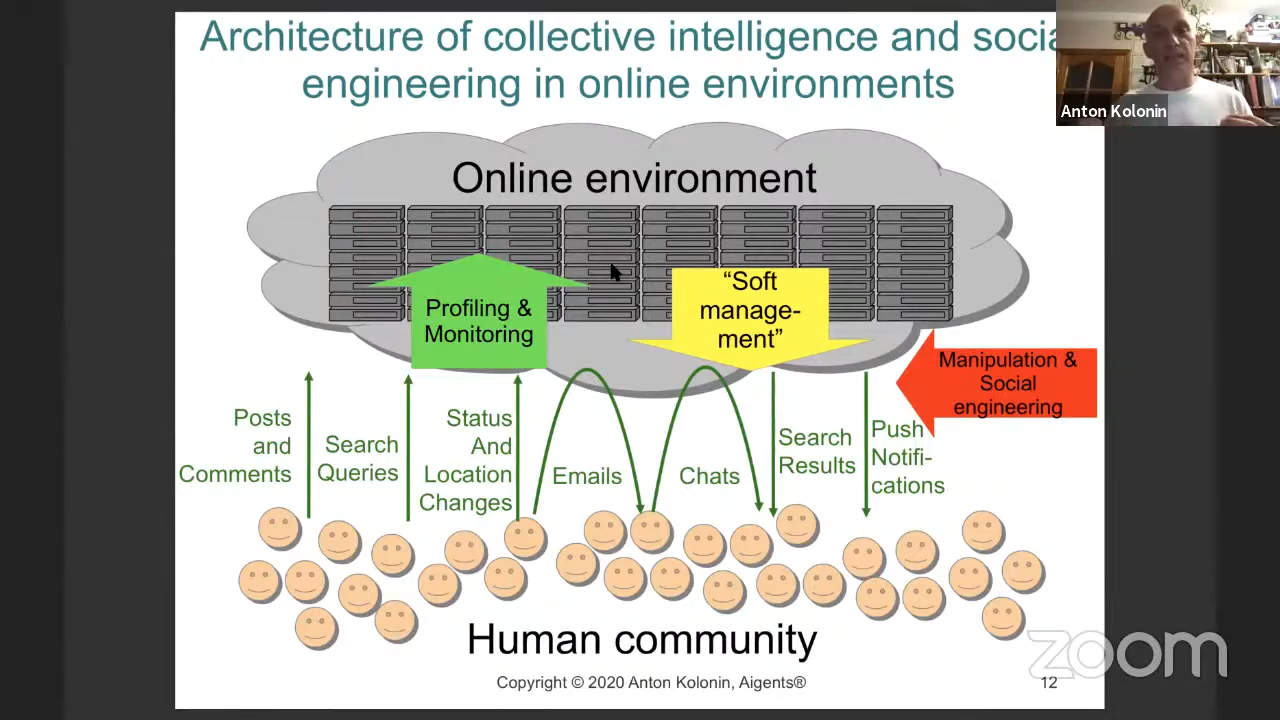 Architecture of collective intelligence and socia
engineering in online environments
Anton Kolonin
Online environment
Profiling &
Monitoring
“Soft
manage-
ment”
Manipulation &
Social
engineering
Posts
and
Comments
Search
Queries
Status
And
Location
Changes
Emails
Chats
Search
Results
Push
Notifi-
cations
Human community
zoom
Copyright © 2020 Anton Kolonin, Aigents®
12